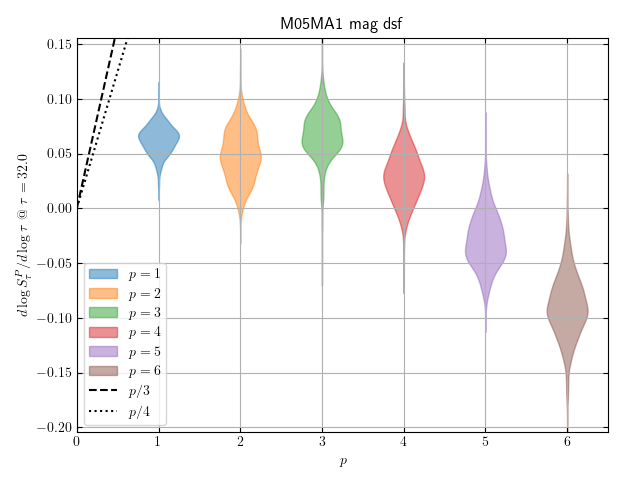 M05MA1 mag dsf
d log S_τ^P / d log τ @ τ = 32.0
0.15
0.10
0.05
0.00
−0.05
−0.10
−0.15
−0.20
p = 1
p = 2
p = 3
p = 4
p = 5
p = 6
p/3
p/4
0 1 2 3 4 5 6
p